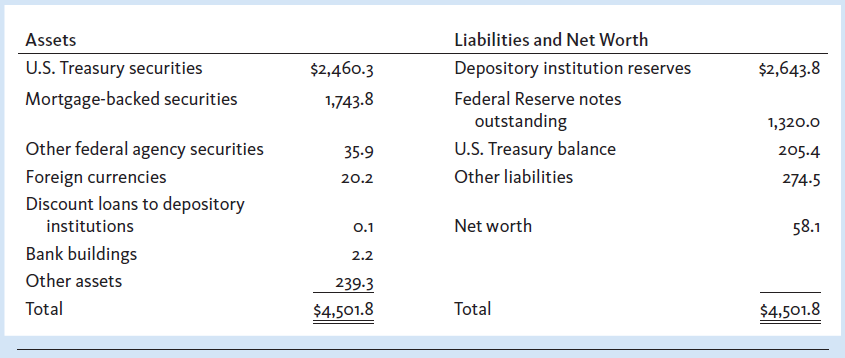 Assets Liabilities and Net Worth
U.S. Treasury securities $2,460.3 Depository institution reserves $2,643.8
Mortgage-backed securities 1,743.8 Federal Reserve notes
outstanding 1,320.0
Other federal agency securities 35.9 U.S. Treasury balance 205.4
Foreign currencies 20.2 Other liabilities 274.5
Discount loans to depository
institutions 0.1 Net worth 58.1
Bank buildings 2.2
Other assets 239.3
Total $4,501.8 Total $4,501.8